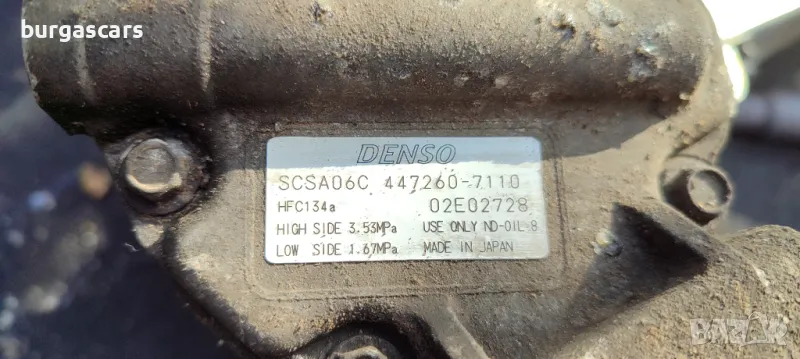 burgascars
DENSO
SCSA06C 447260-7110
HFC134a 02E02728
HIGH SIDE 3.53MPa USE ONLY ND-OIL 8
LOW SIDE 1.67MPa MADE IN JAPAN
BAZAR